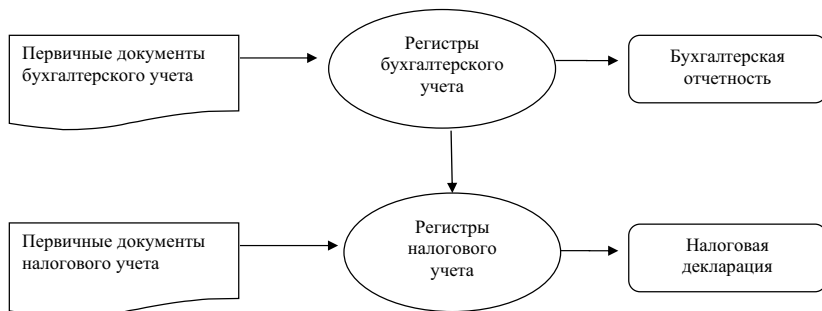 Первичные документы
бухгалтерского учета
Регистры
бухгалтерского
учета
Бухгалтерская
отчетность
Первичные документы
налогового учета
Регистры
налогового
учета
Налоговая
декларация